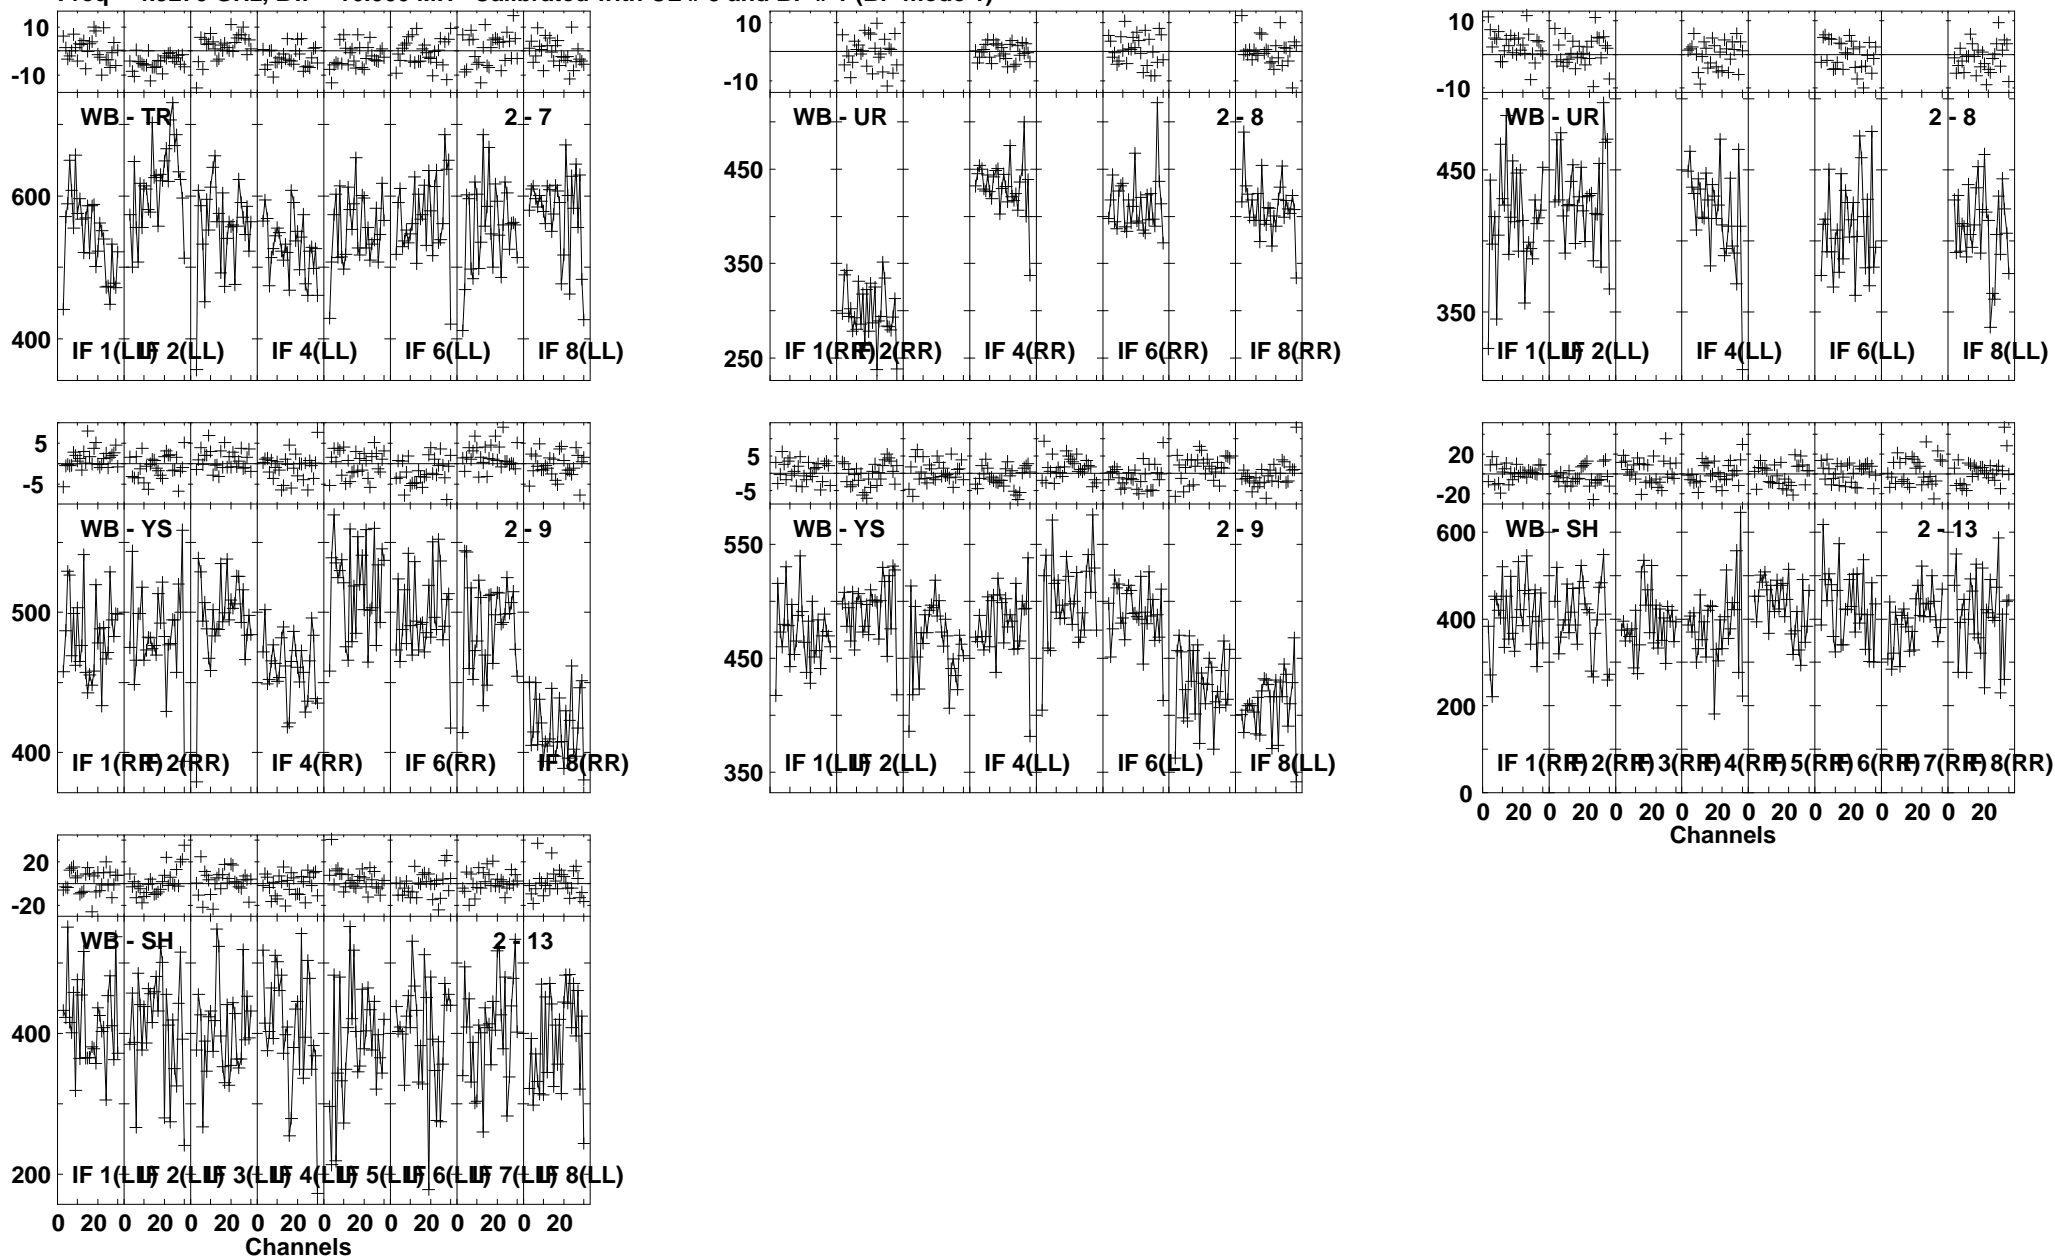 10
-10
WB - TR
2 - 7
600
400
IF 1(LL) IF 2(LL) IF 4(LL) IF 6(LL) IF 8(LL)
10
-10
WB - UR
2 - 8
450
350
250
IF 1(RR) IF 2(RR) IF 4(RR) IF 6(RR) IF 8(RR)
10
-10
WB - UR
2 - 8
450
350
IF 1(LL) IF 2(LL) IF 4(LL) IF 6(LL) IF 8(LL)
5
-5
WB - YS
2 - 9
500
400
IF 1(RR) IF 2(RR) IF 4(RR) IF 6(RR) IF 8(RR)
5
-5
WB - YS
2 - 9
550
450
350
IF 1(LL) IF 2(LL) IF 4(LL) IF 6(LL) IF 8(LL)
20
-20
WB - SH
2 - 13
600
400
200
0
IF 1(RR) IF 2(RR) IF 3(RR) IF 4(RR) IF 5(RR) IF 6(RR) IF 7(RR) IF 8(RR)
0 20 0 20 0 20 0 20 0 20 0 20 0 20 0 20
Channels
20
-20
WB - SH
2 - 13
400
200
IF 1(LL) IF 2(LL) IF 3(LL) IF 4(LL) IF 5(LL) IF 6(LL) IF 7(LL) IF 8(LL)
0 20 0 20 0 20 0 20 0 20 0 20 0 20 0 20
Channels